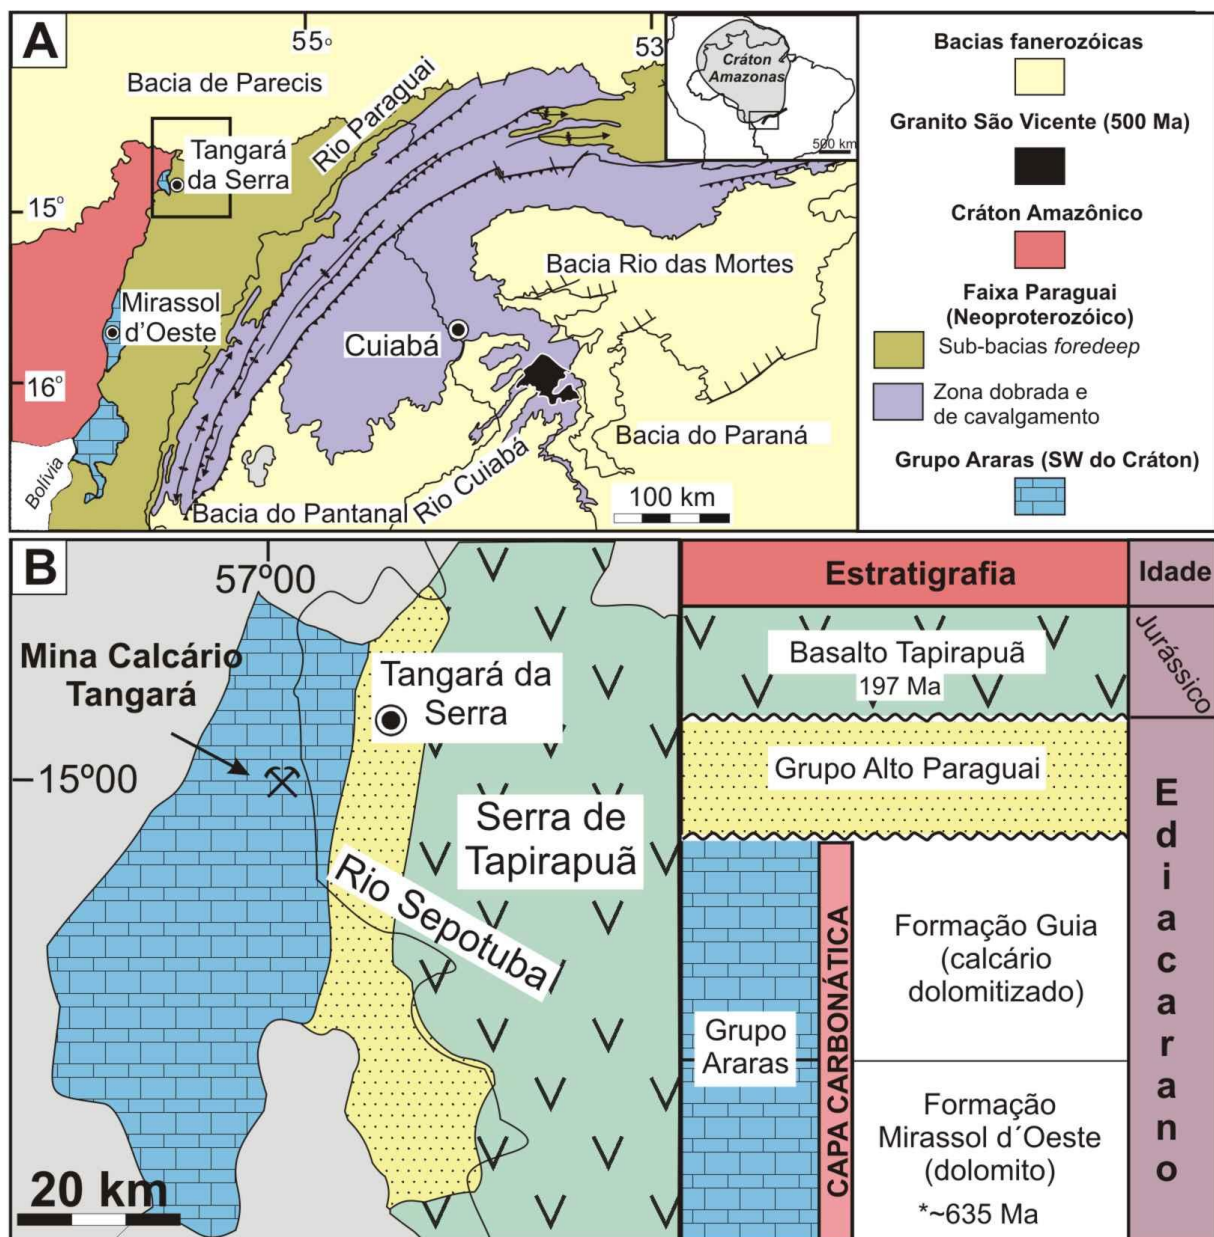 A
55°
53
Bacia de Parecis
Rio Paraguai
Cráton
Amazonas
500 km
Tangará
da Serra
15°
Bacia Rio das Mortes
Mirassol
d'Oeste
Cuiabá
16°
Bacia do Paraná
Rio Cuiabá
Bolívia
100 km
Bacia do Pantanal
Bacias fanerozóicas
Granito São Vicente (500 Ma)
Cráton Amazônico
Faixa Paraguai
(Neoproterozóico)
Sub-bacias foredeep
Zona dobrada e
de cavalgamento
Grupo Araras (SW do Cráton)
B
57º00
Mina Calcário
Tangará
Tangará da
Serra
15º00
Serra de
Tapirapuã
Rio Sepotuba
20 km
Estratigrafia
Idade
Basalto Tapirapuã
197 Ma
Jurássico
Grupo Alto Paraguai
Ediacarano
Grupo
Araras
CAPA CARBONÁTICA
Formação Guia
(calcário
dolomitizado)
Formação
Mirassol d´Oeste
(dolomito)
*~635 Ma